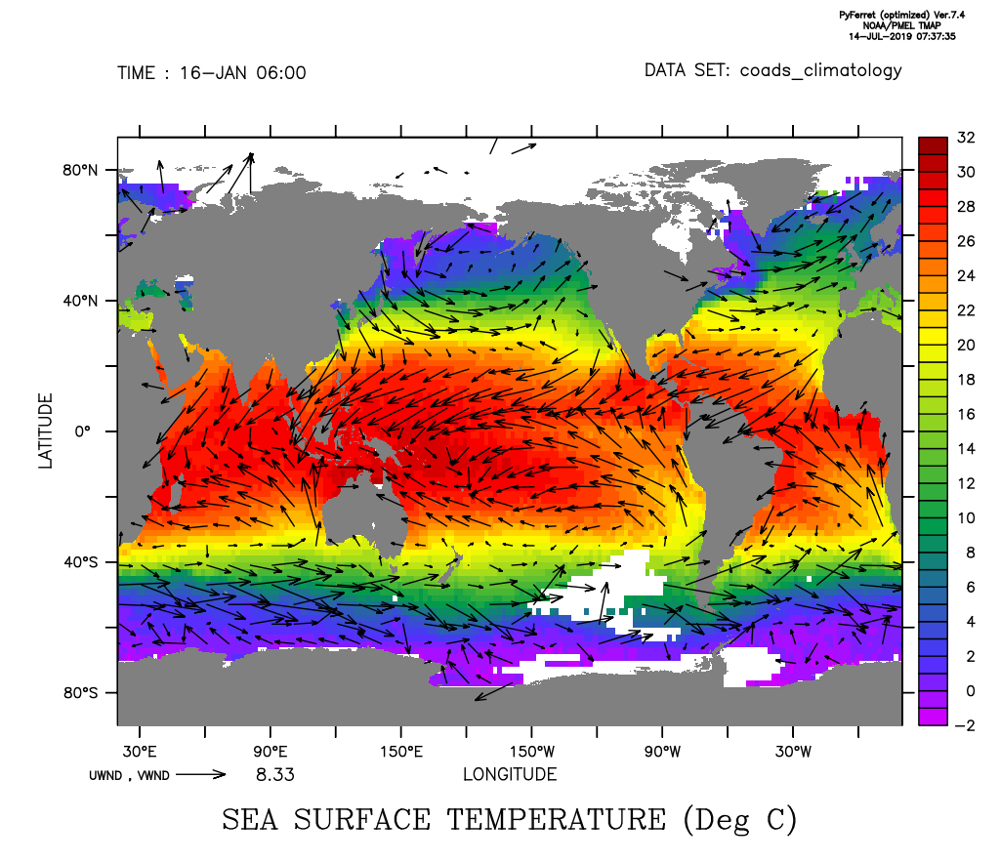 PyFerret (optimized) Ver.7.4
NOAA/PMEL TMAP
14-JUL-2019 07:37:35
TIME : 16-JAN 06:00
DATA SET: coads_climatology
80°N
40°N
0°
40°S
80°S
LATITUDE
32
30
28
26
24
22
20
18
16
14
12
10
8
6
4
2
0
-2
30°E
90°E
150°E
150°W
90°W
30°W
UWND , VWND
8.33
LONGITUDE
SEA SURFACE TEMPERATURE (Deg C)